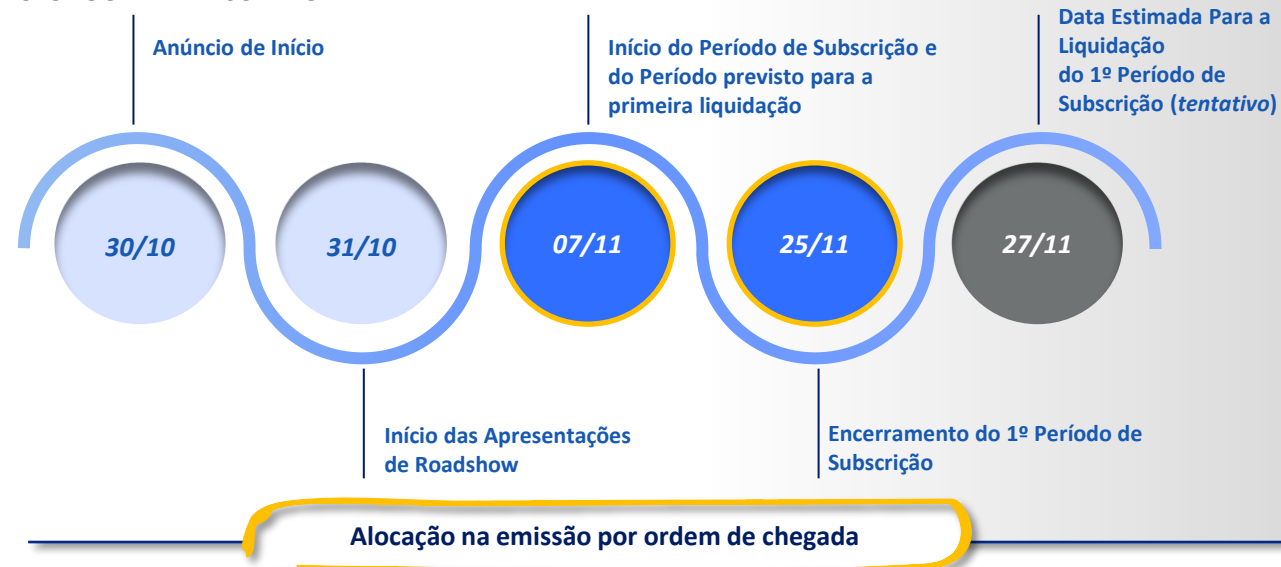 Anúncio de Início
Início do Período de Subscrição e
do Período previsto para a
primeira liquidação
Data Estimada Para a
Liquidação
do 1º Período de
Subscrição (tentativo)
30/10
31/10
07/11
25/11
27/11
Início das Apresentações
de Roadshow
Encerramento do 1º Período de
Subscrição
Alocação na emissão por ordem de chegada